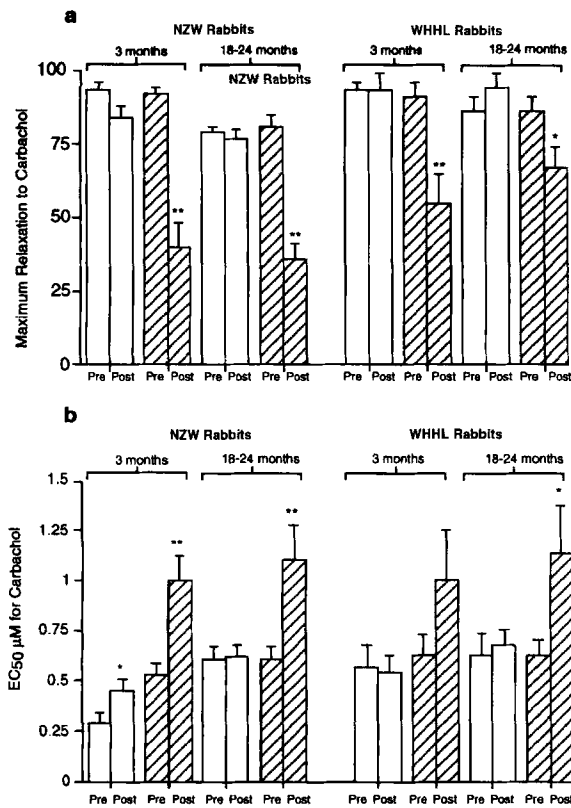 a
NZW Rabbits
WHHL Rabbits
3 months
18-24 months
3 months
18-24 months
NZW Rabbits
Maximum Relaxation to Carbachol
100
75
50
25
0
**
**
**
*
Pre Post Pre Post Pre Post Pre Post Pre Post Pre Post Pre Post Pre Post
b
NZW Rabbits
WHHL Rabbits
3 months
18-24 months
3 months
18-24 months
EC50 µM for Carbachol
1.5
1.25
1
0.75
0.5
0.25
0
*
**
**
*
Pre Post Pre Post Pre Post Pre Post Pre Post Pre Post Pre Post Pre Post